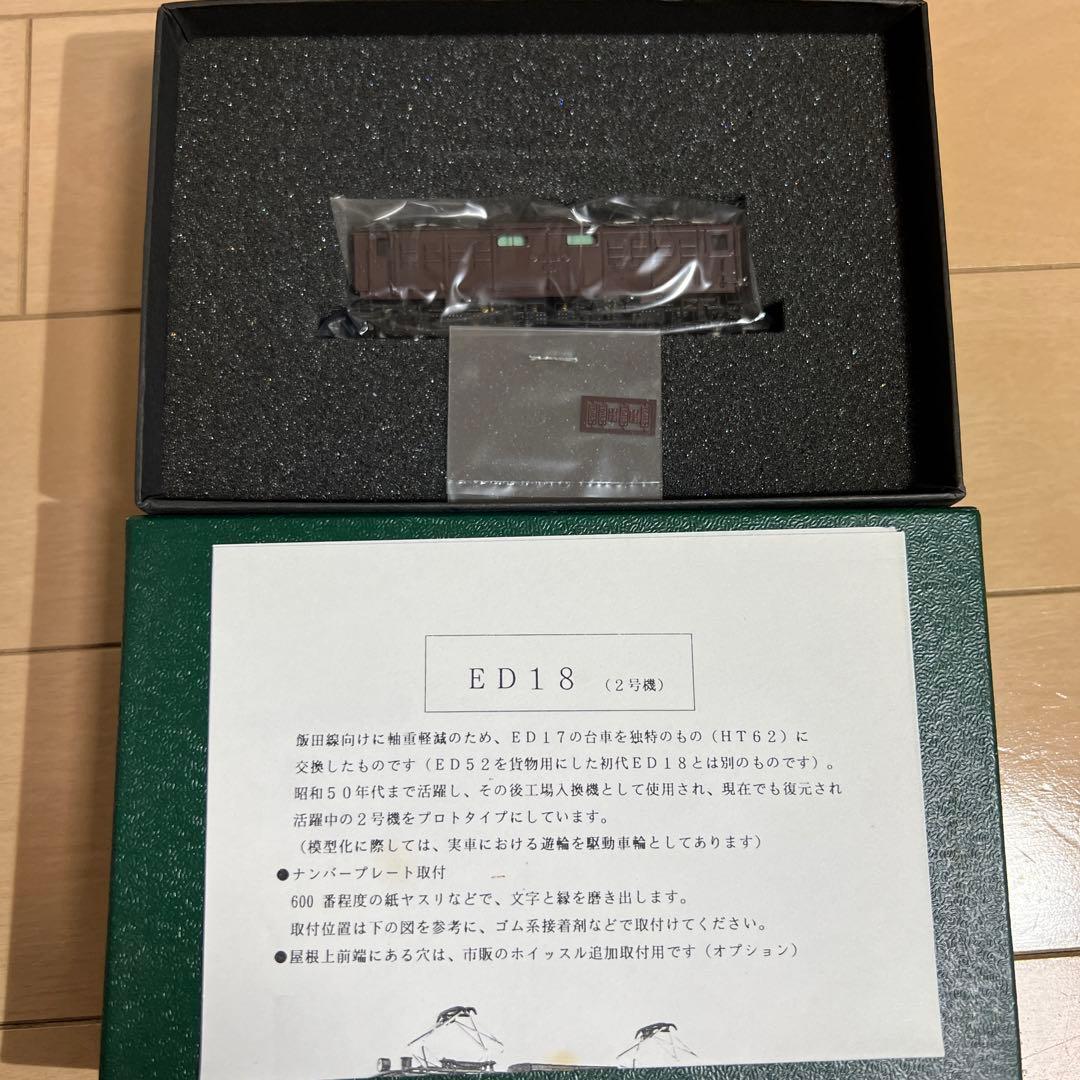 ED18 (2号機)
飯田線向けに軸重軽減のため、ED17の台車を独特のもの(HT62)に
交換したものです(ED52を貨物用にした初代ED18とは別のものです)。
昭和50年代まで活躍し、その後工場入換機として使用され、現在でも復元され
活躍中の2号機をプロトタイプにしています。
(模型化に際しては、実車における遊輪を駆動車輪としてあります)
●ナンバープレート取付
600 番程度の紙ヤスリなどで、文字と縁を磨き出します。
取付位置は下の図を参考に、ゴム系接着剤などで取付けてください。
●屋根上前端にある穴は、市販のホイッスル追加取付用です(オプション)